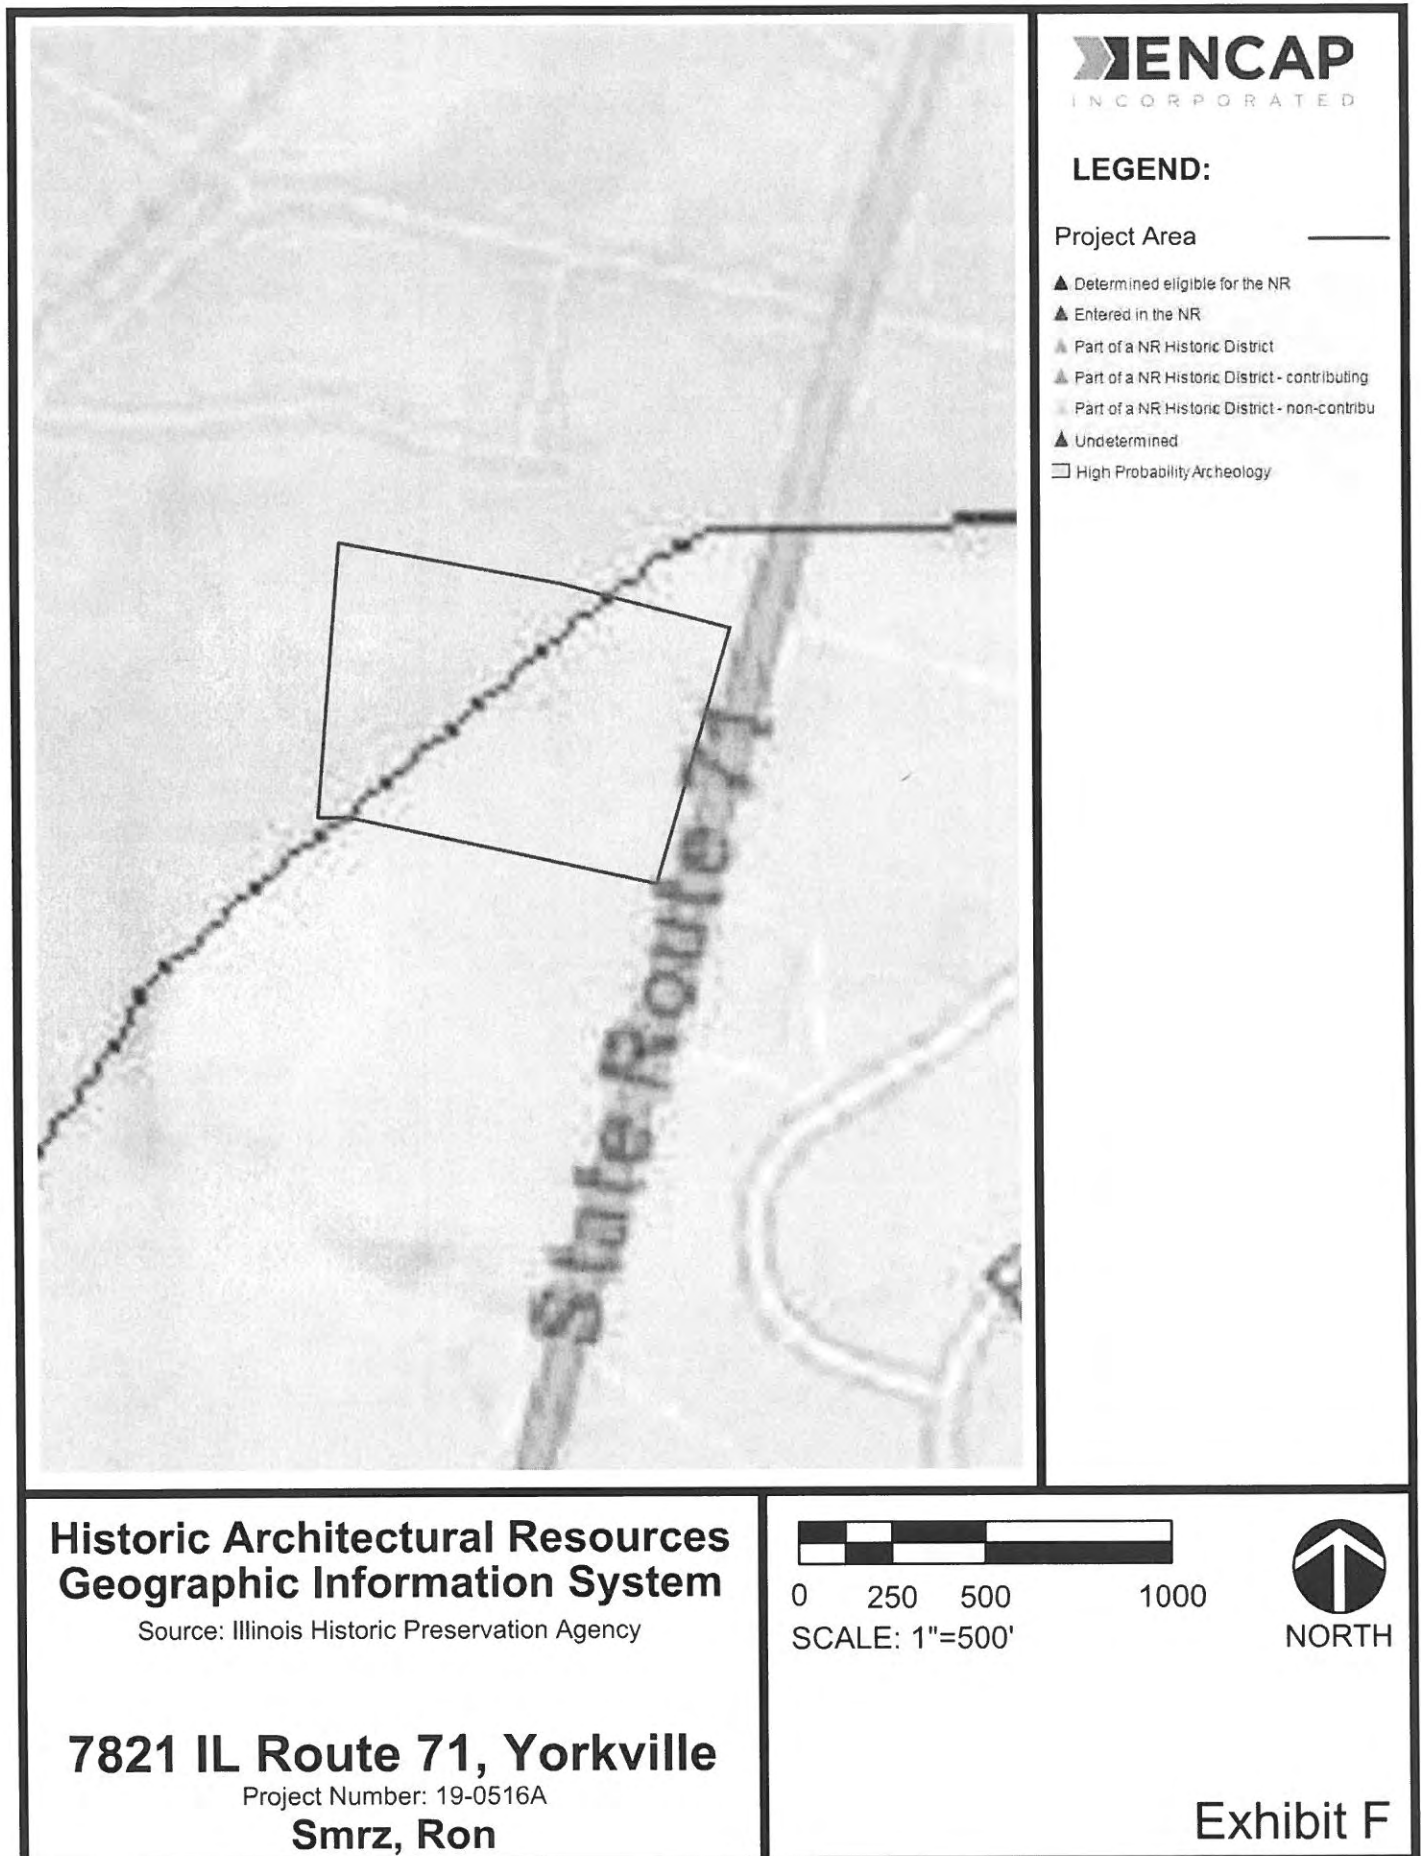 ENCAP
INCORPORATED
LEGEND:
Project Area
Determined eligible for the NR
Entered in the NR
Part of a NR Historic District
Part of a NR Historic District - contributing
Part of a NR Historic District - non-contribu
Undetermined
High Probability Archeology
State Route 71
Historic Architectural Resources
Geographic Information System
Source: Illinois Historic Preservation Agency
7821 IL Route 71, Yorkville
Project Number: 19-0516A
Smrz, Ron
0 250 500 1000
SCALE: 1"=500'
NORTH
Exhibit F